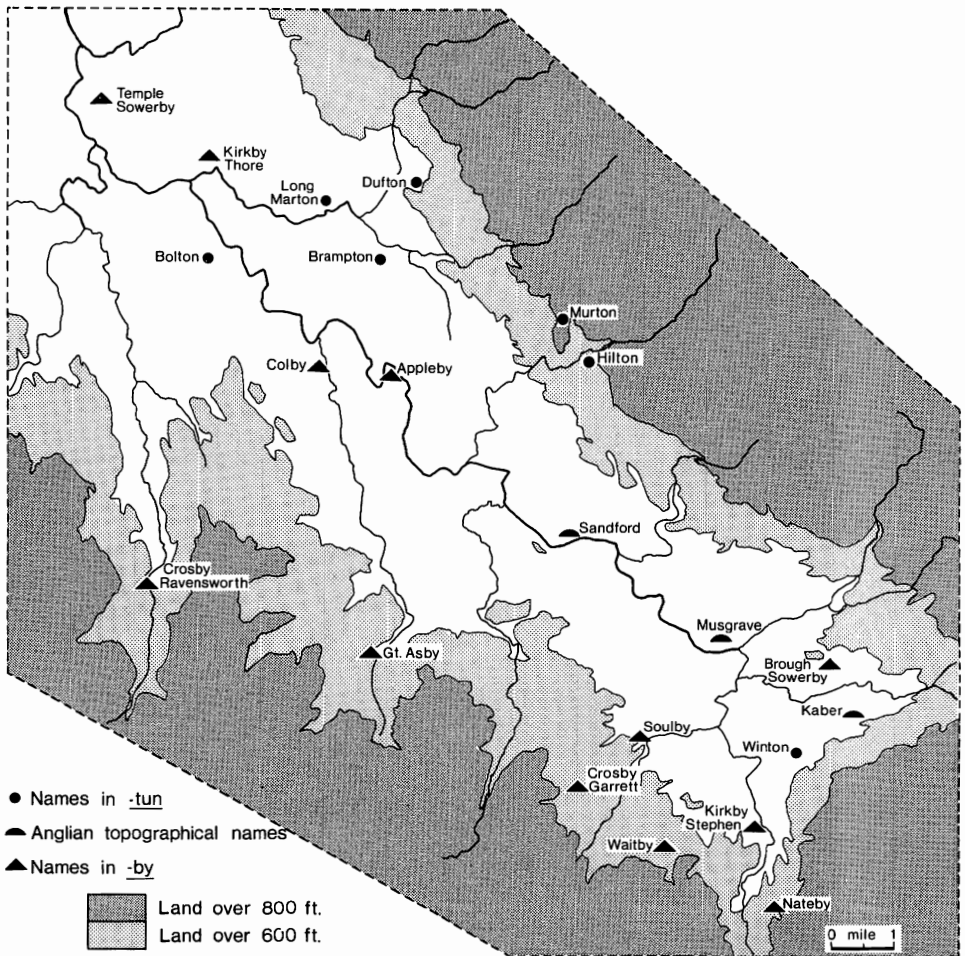 Temple
Sowerby
Kirkby
Thore
Long
Marton
Dufton
Bolton
Brampton
Murton
Hilton
Colby
Appleby
Sandford
Crosby
Ravensworth
Musgrave
Gt. Asby
Brough
Sowerby
Kaber
Soulby
Winton
Crosby
Garrett
Kirkby
Stephen
Waitby
Nateby
Names in -tun
Anglian topographical names
Names in -by
Land over 800 ft.
Land over 600 ft.
0 mile 1